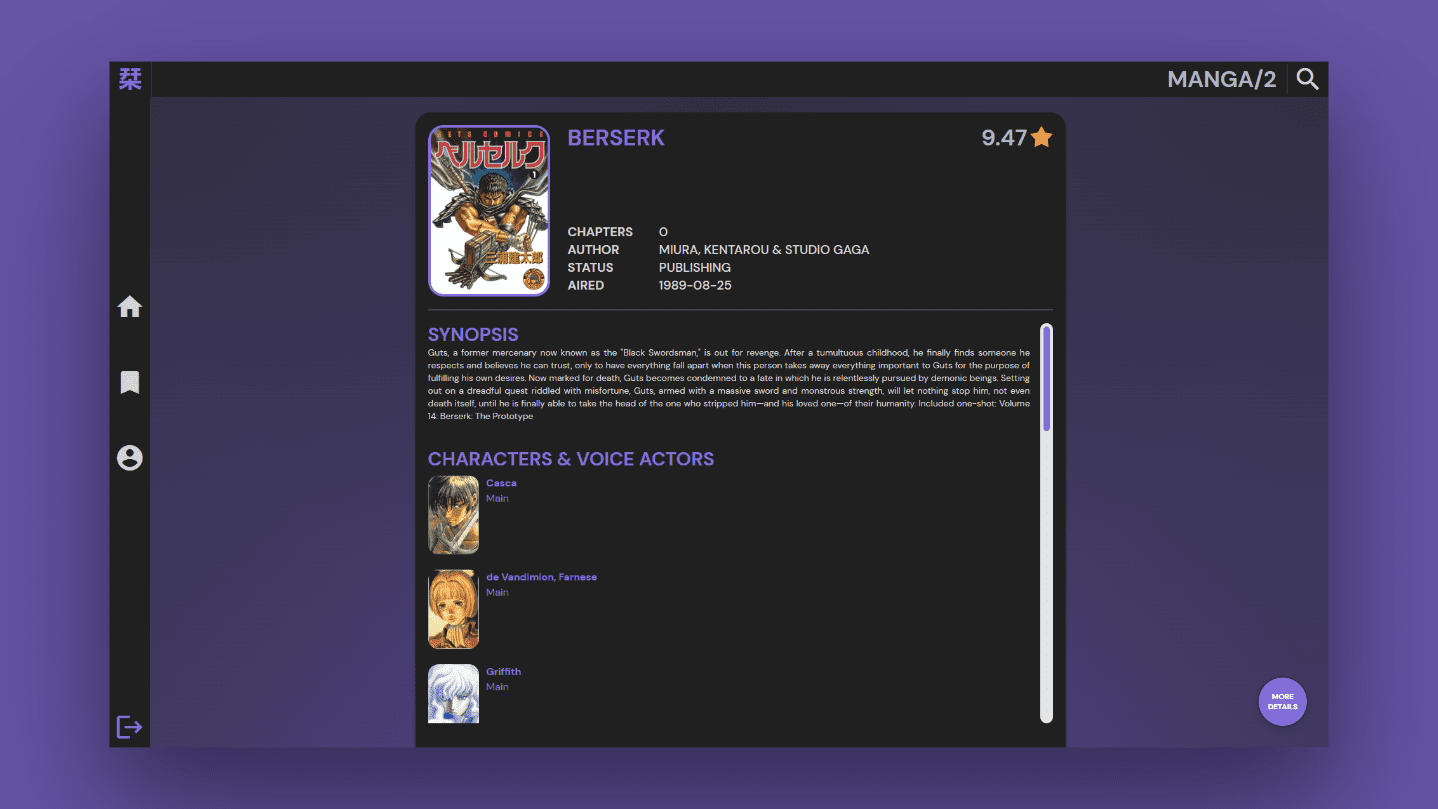 栞
MANGA/2
GETS COMICS
ベルセルク
1
三浦建太郎
BERSERK
9.47
CHAPTERS 0
AUTHOR MIURA, KENTAROU & STUDIO GAGA
STATUS PUBLISHING
AIRED 1989-08-25
SYNOPSIS
Guts, a former mercenary now known as the "Black Swordsman," is out for revenge. After a tumultuous childhood, he finally finds someone he
respects and believes he can trust, only to have everything fall apart when this person takes away everything important to Guts for the purpose of
fulfilling his own desires. Now marked for death, Guts becomes condemned to a fate in which he is relentlessly pursued by demonic beings. Setting
out on a dreadful quest riddled with misfortune, Guts, armed with a massive sword and monstrous strength, will let nothing stop him, not even
death itself, until he is finally able to take the head of the one who stripped him—and his loved one—of their humanity. Included one-shot: Volume
14: Berserk: The Prototype
CHARACTERS & VOICE ACTORS
Casca
Main
de Vandimion, Farnese
Main
Griffith
Main
MORE
DETAILS